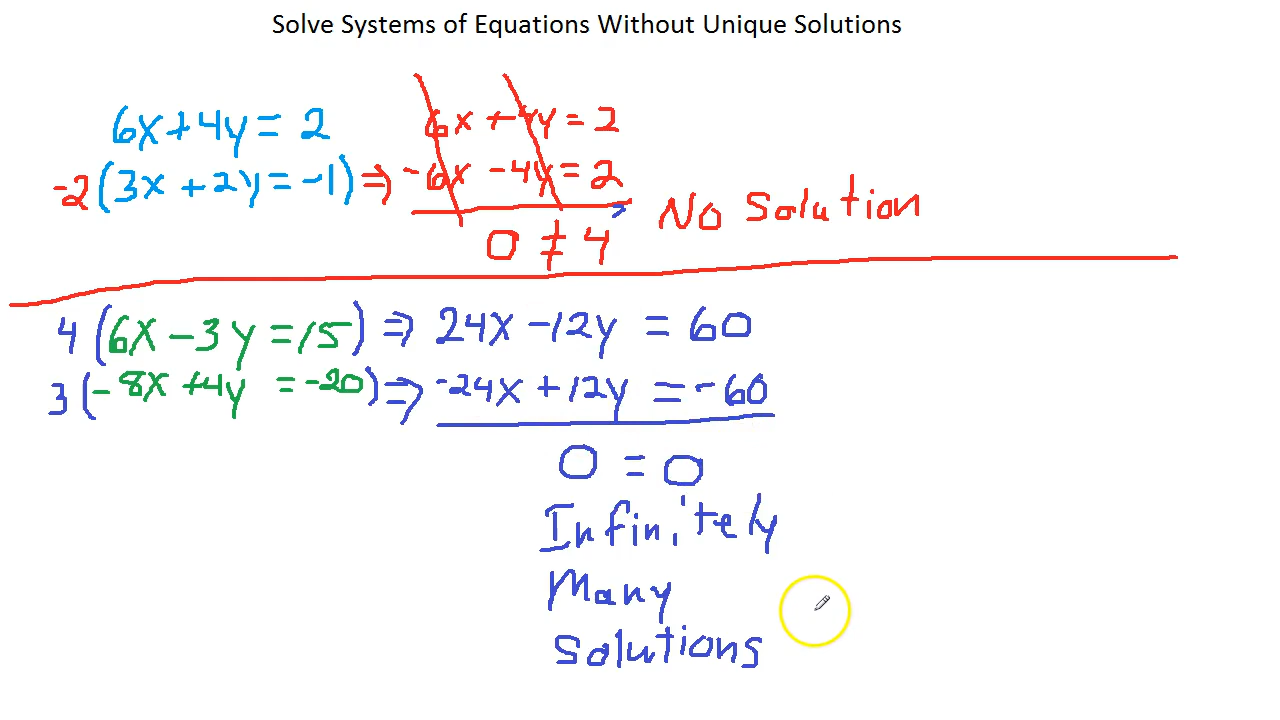 Solve Systems of Equations Without Unique Solutions
6x+4y=2 6x+4y=2
-2(3x+2y=-1)⇒ -6x-4y=2
0≠4 No Solution
4(6x-3y=15)⇒ 24x-12y=60
3(-8x+4y=-20)⇒ -24x+12y=-60
0=0
Infinitely
Many
Solutions